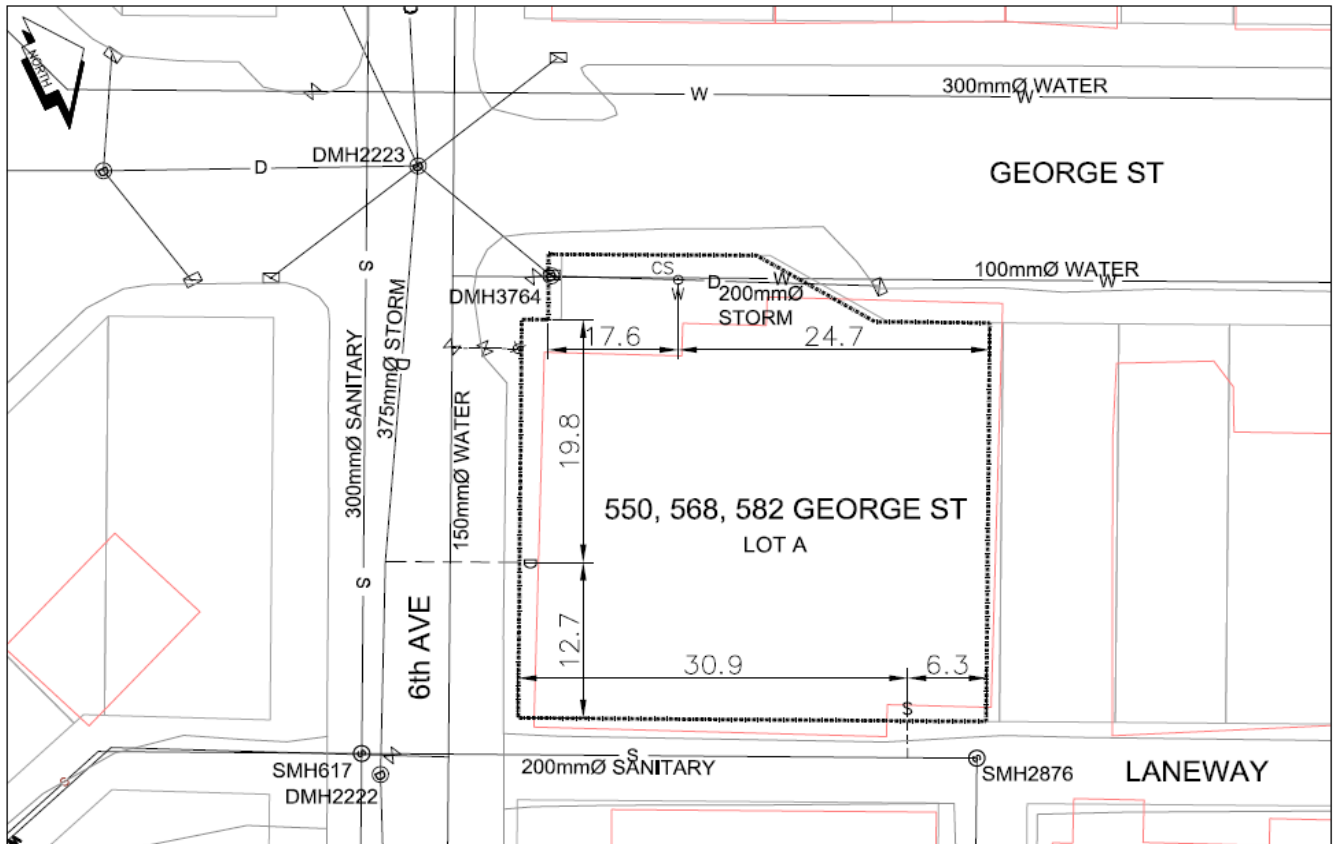 NORTH
W
300mmØ WATER
W
DMH2223
D
GEORGE ST
S
CS
D
W
100mmØ WATER
W
DMH3764
W
200mmØ
STORM
17.6
24.7
300mmØ SANITARY
375mmØ STORM
D
150mmØ WATER
19.8
550, 568, 582 GEORGE ST
LOT A
S
D
6th AVE
12.7
30.9
6.3
S
S
SMH617
S
200mmØ SANITARY
SMH2876
LANEWAY
DMH2222
S